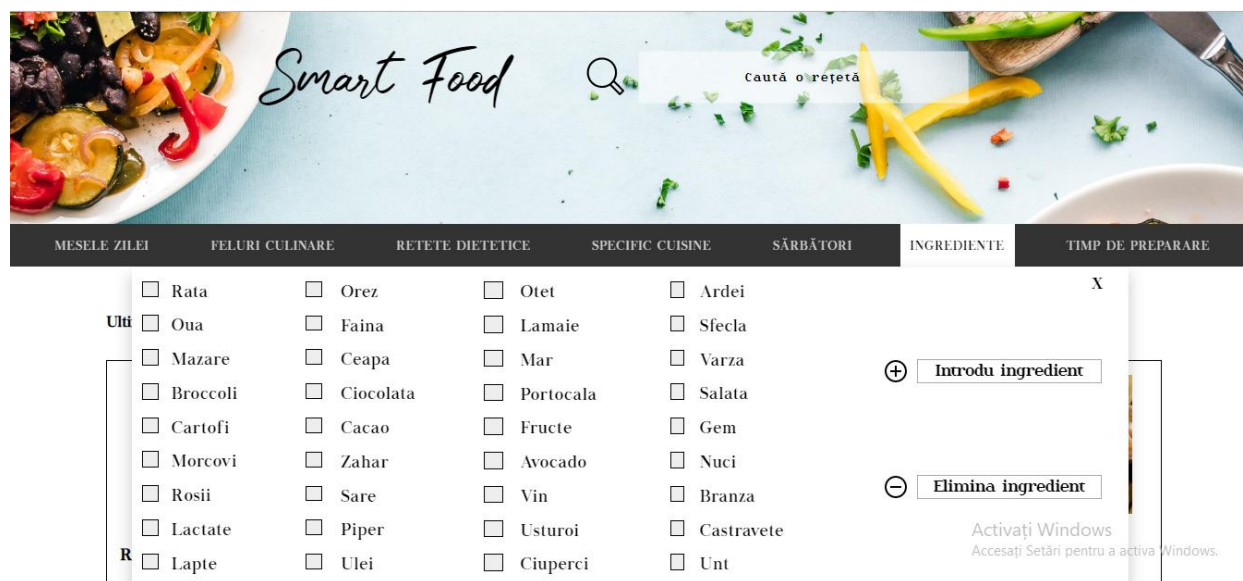 Smart Food
Caută o rețetă
MESELE ZILEI FELURI CULINARE RETETE DIETETICE SPECIFIC CUISINE SĂRBĂTORI INGREDIENTE TIMP DE PREPARARE
X
Ulti
Rata Orez Otet Ardei
Oua Faina Lamaie Sfecla
Mazare Ceapa Mar Varza
Introdu ingredient
Broccoli Ciocolata Portocala Salata
Cartofi Cacao Fructe Gem
Morcovi Zahar Avocado Nuci
Elimina ingredient
Rosii Sare Vin Branza
Lactate Piper Usturoi Castravete
R
Lapte Ulei Ciuperci Unt
Activați Windows
Accesați Setări pentru a activa Windows.